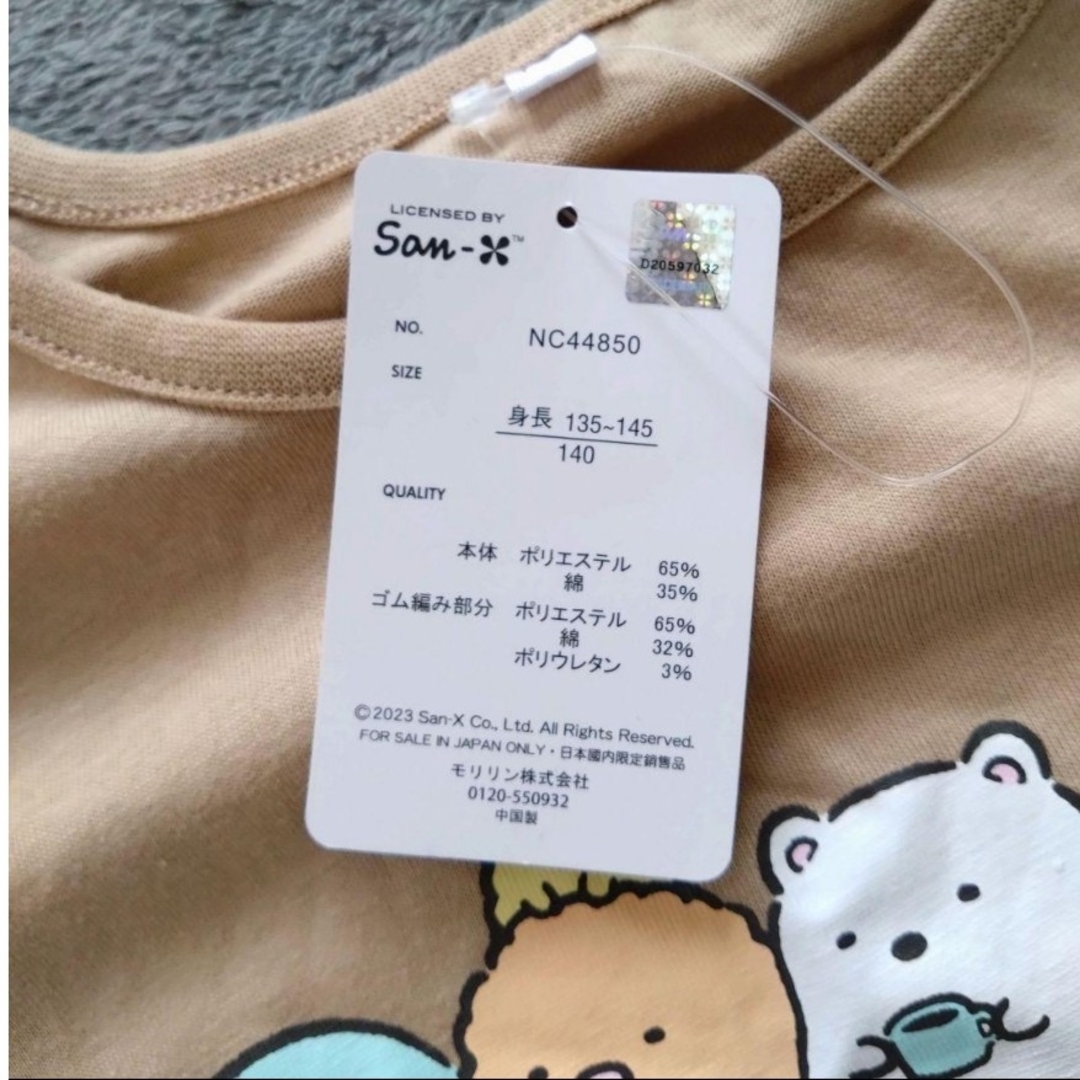 LICENSED BY
San-X™
D20597032
NO. NC44850
SIZE
身長 135~145
140
QUALITY
本体 ポリエステル 65%
綿 35%
ゴム編み部分 ポリエステル 65%
綿 32%
ポリウレタン 3%
©2023 San-X Co., Ltd. All Rights Reserved.
FOR SALE IN JAPAN ONLY・日本國内限定銷售品
モリリン株式会社
0120-550932
中国製